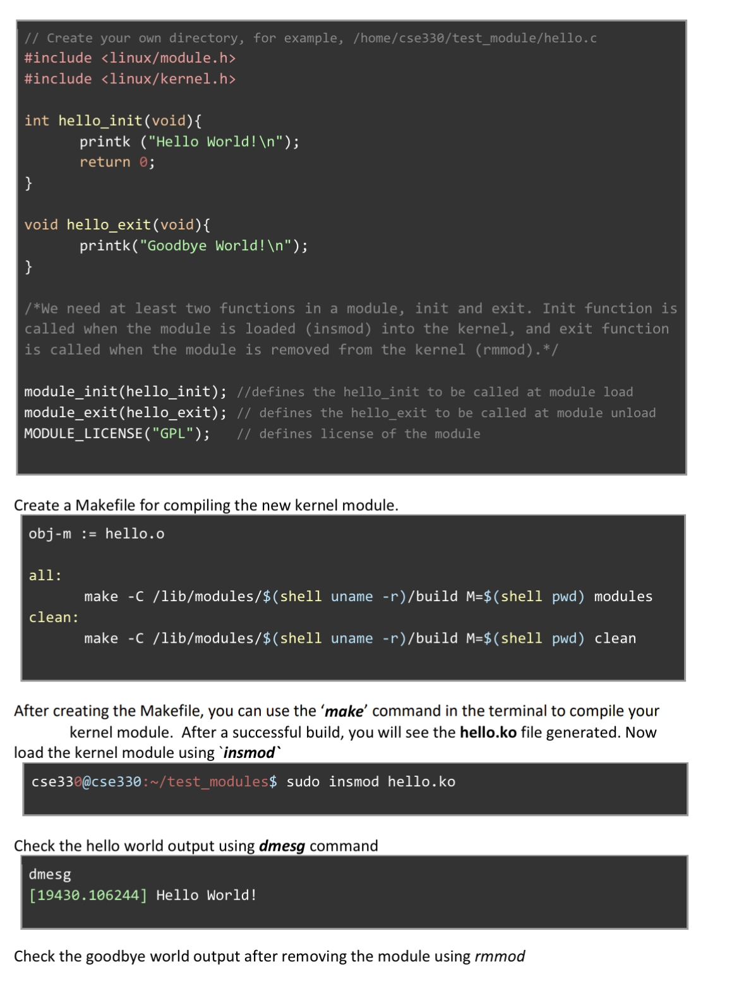 // Create your own directory, for example, /home/cse330/test_module/hello.c
#include <linux/module.h>
#include <linux/kernel.h>
int hello_init(void){
printk ("Hello World!\n");
return 0;
}
void hello_exit(void){
printk("Goodbye World!\n");
}
/*We need at least two functions in a module, init and exit. Init function is
called when the module is loaded (insmod) into the kernel, and exit function
is called when the module is removed from the kernel (rmmod).*/
module_init(hello_init); //defines the hello_init to be called at module load
module_exit(hello_exit); // defines the hello_exit to be called at module unload
MODULE_LICENSE("GPL"); // defines license of the module
Create a Makefile for compiling the new kernel module.
obj-m := hello.o
all:
make -C /lib/modules/$(shell uname -r)/build M=$(shell pwd) modules
clean:
make -C /lib/modules/$(shell uname -r)/build M=$(shell pwd) clean
After creating the Makefile, you can use the ‘make’ command in the terminal to compile your
kernel module. After a successful build, you will see the hello.ko file generated. Now
load the kernel module using `insmod`
cse330@cse330:~/test_modules$ sudo insmod hello.ko
Check the hello world output using dmesg command
dmesg
[19430.106244] Hello World!
Check the goodbye world output after removing the module using rmmod